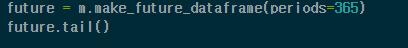 future = m.make_future_dataframe(periods=365)
future.tail()